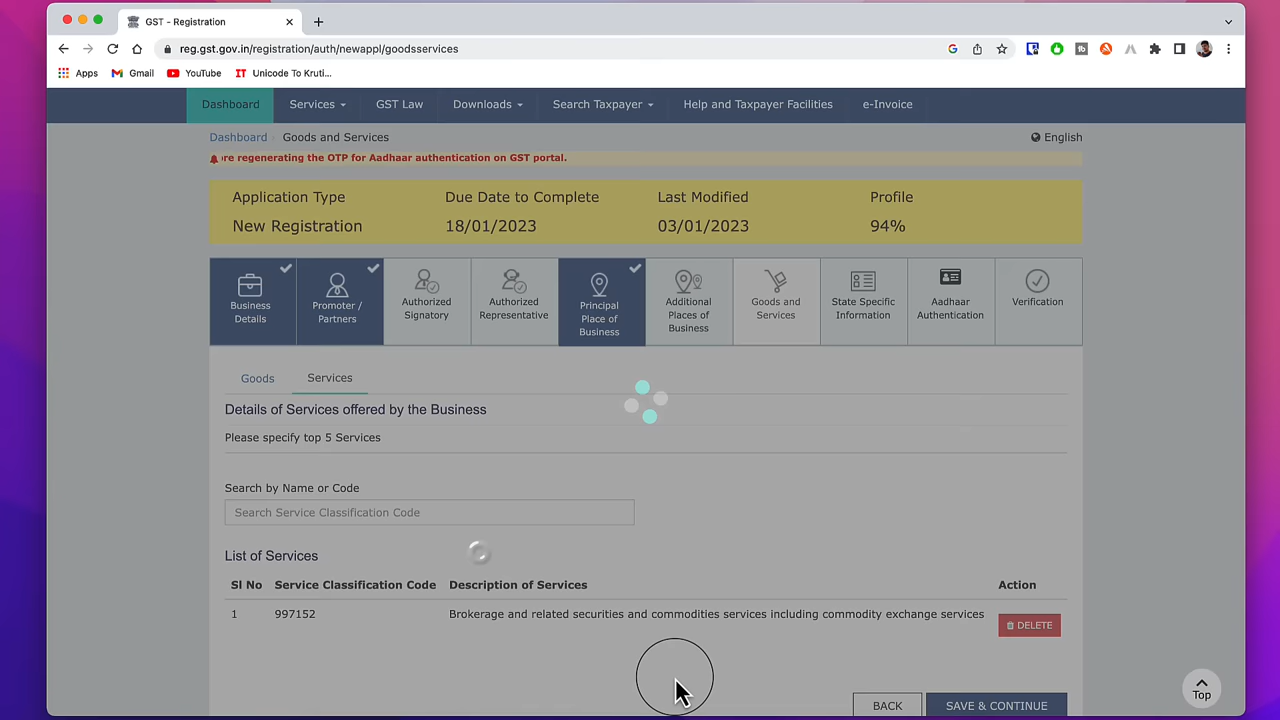 GST - Registration
reg.gst.gov.in/registration/auth/newappl/goodsservices
Apps Gmail YouTube IT Unicode To Kruti...
Dashboard Services GST Law Downloads Search Taxpayer Help and Taxpayer Facilities e-Invoice
Dashboard Goods and Services English
re regenerating the OTP for Aadhaar authentication on GST portal.
Application Type Due Date to Complete Last Modified Profile
New Registration 18/01/2023 03/01/2023 94%
Business Details
Promoter / Partners
Authorized Signatory
Authorized Representative
Principal Place of Business
Additional Places of Business
Goods and Services
State Specific Information
Aadhaar Authentication
Verification
Goods Services
Details of Services offered by the Business
Please specify top 5 Services
Search by Name or Code
Search Service Classification Code
List of Services
Sl No Service Classification Code Description of Services Action
1 997152 Brokerage and related securities and commodities services including commodity exchange services DELETE
BACK SAVE & CONTINUE
Top